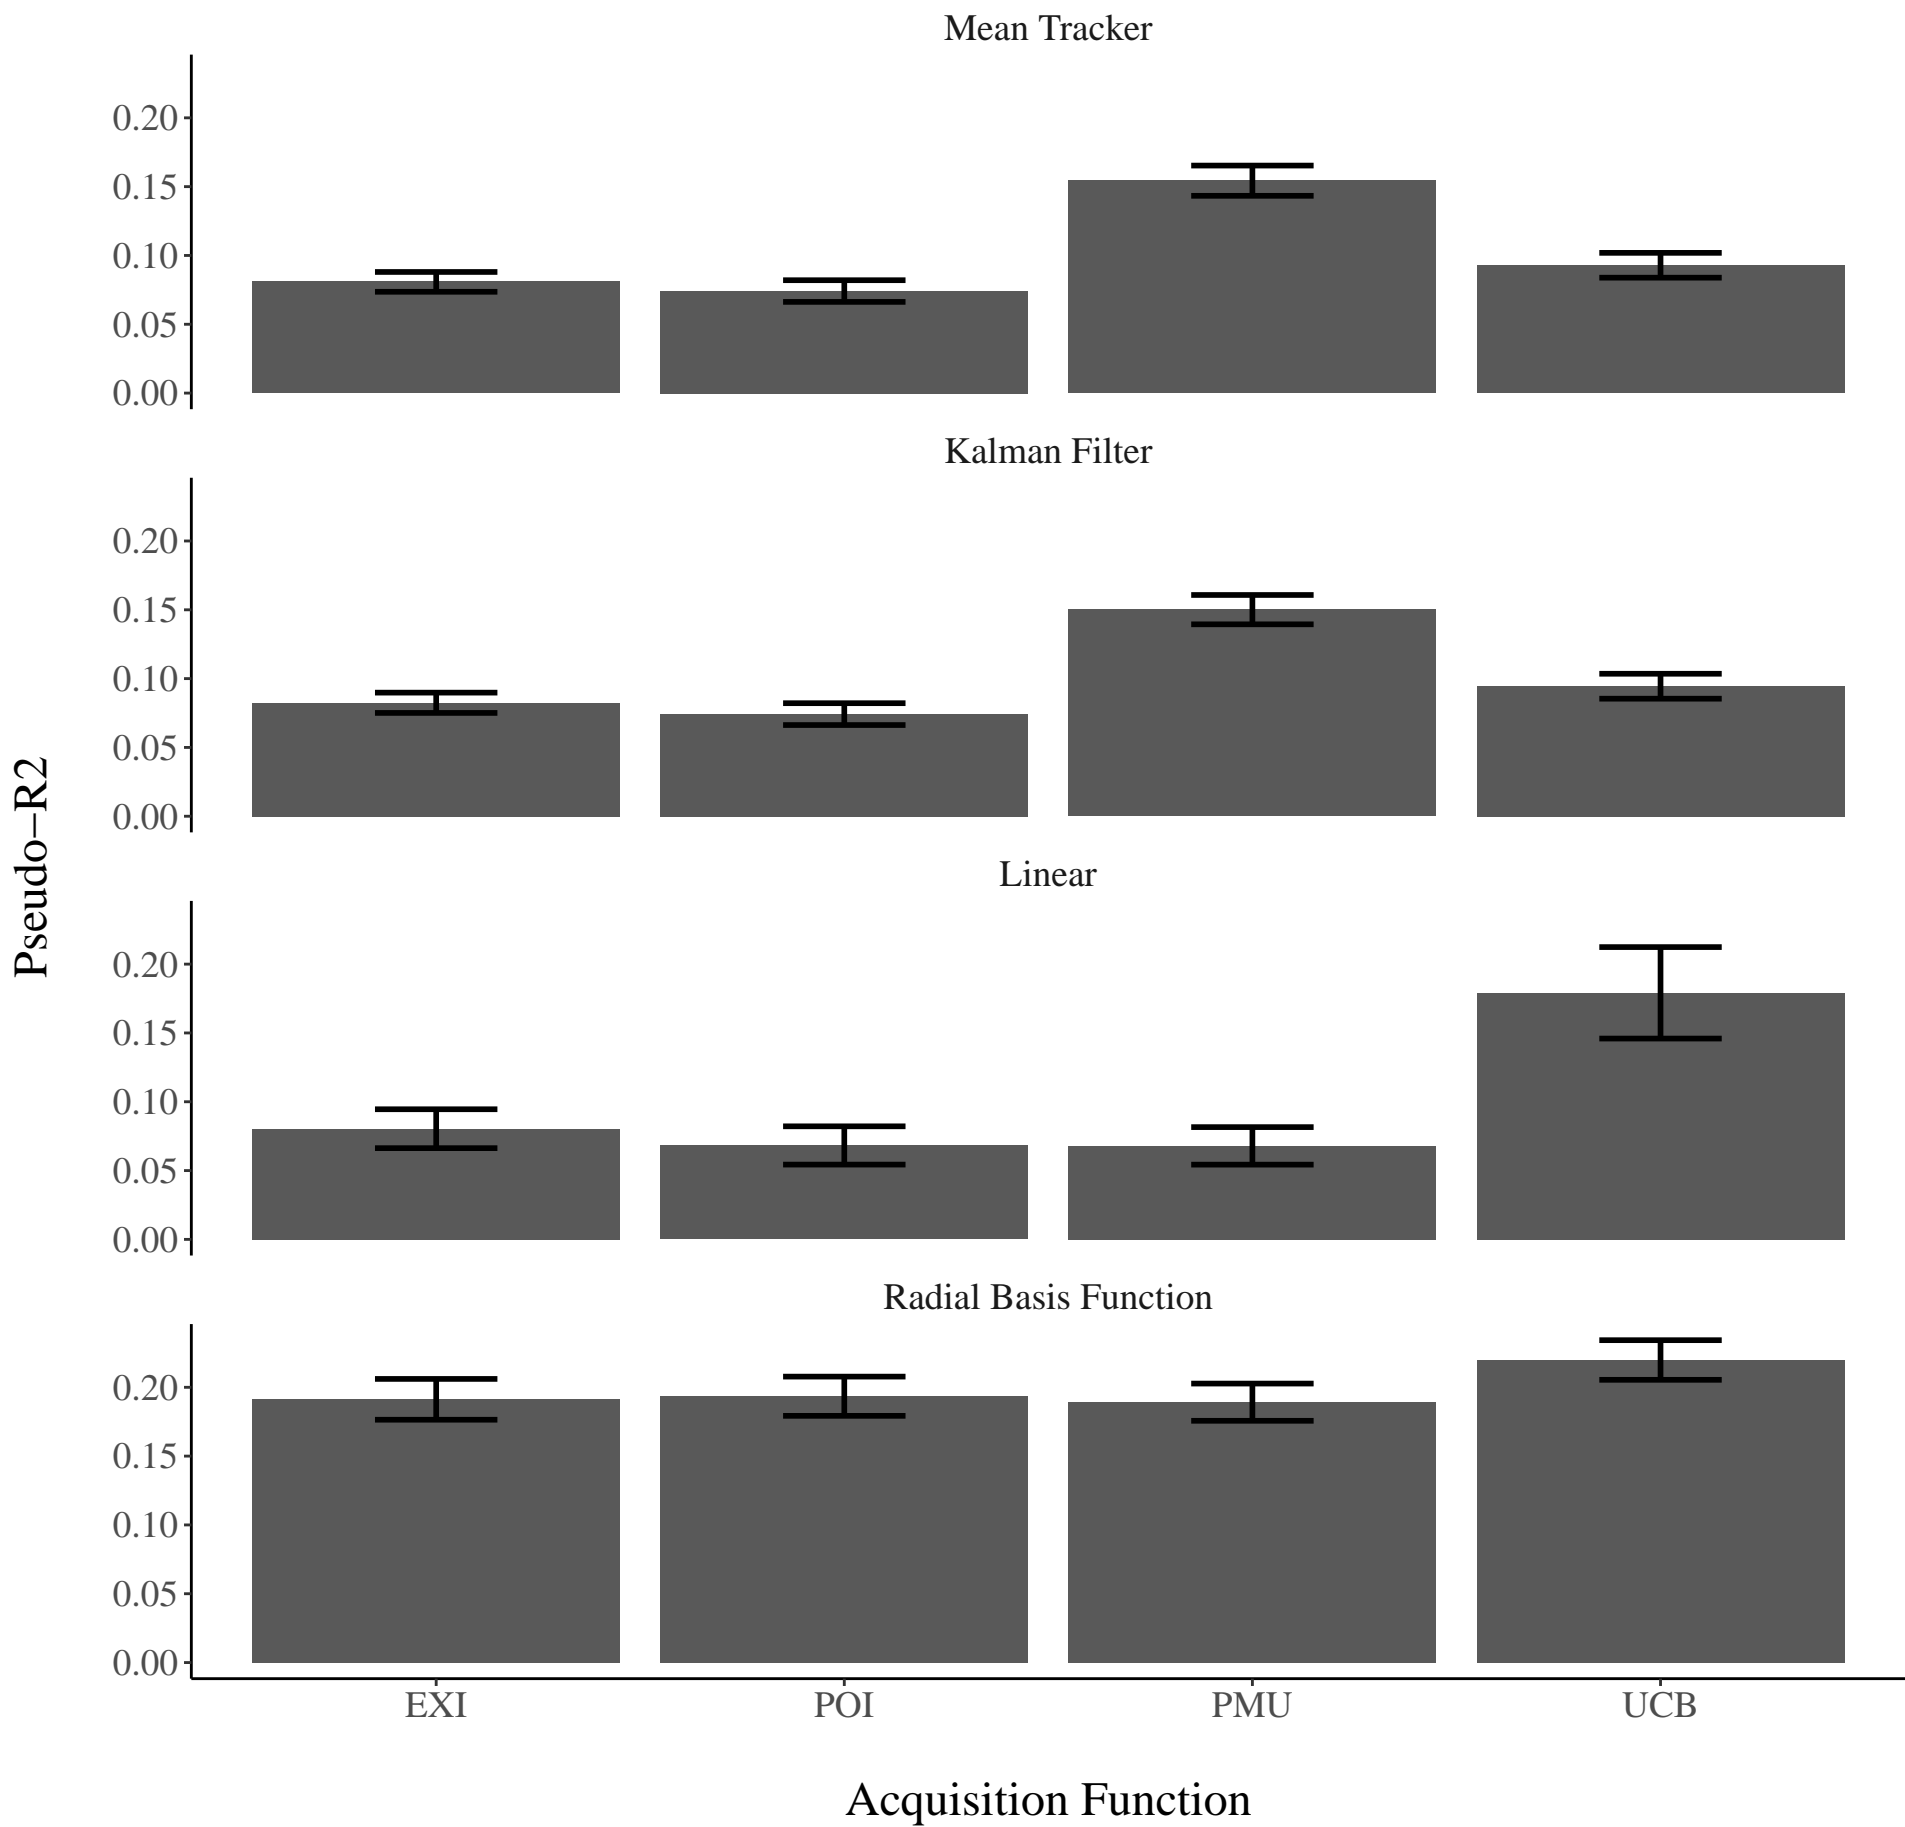 Mean Tracker
0.20
0.15
0.10
0.05
0.00
Kalman Filter
0.20
0.15
0.10
0.05
0.00
Linear
0.20
0.15
0.10
0.05
0.00
Radial Basis Function
0.20
0.15
0.10
0.05
0.00
Pseudo−R2
EXI POI PMU UCB
Acquisition Function